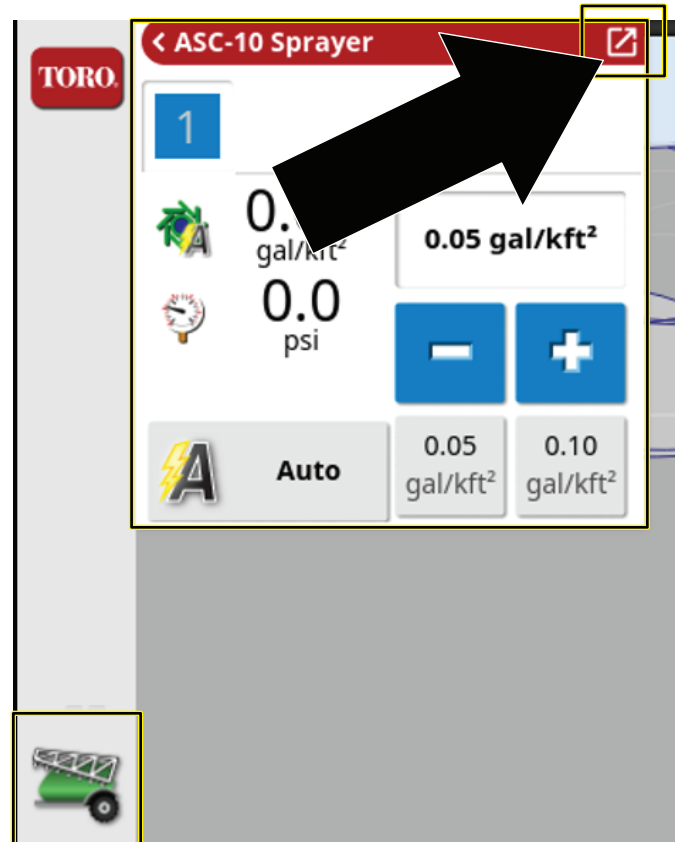 ASC-10 Sprayer
TORO.
1
gal/kft²
0.05 gal/kft²
0.0
psi
A Auto
0.05
gal/kft²
0.10
gal/kft²